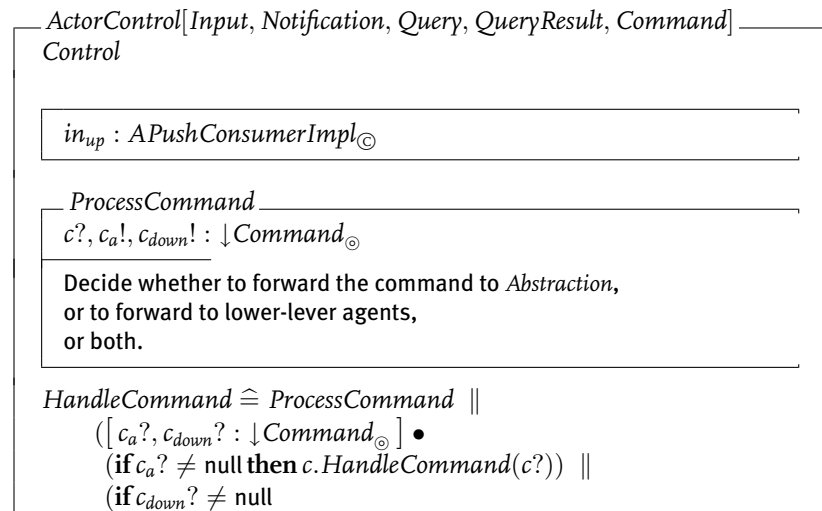 ActorControl[Input, Notification, Query, QueryResult, Command]
Control
in_up : APushConsumerImpl©
ProcessCommand
c?, c_a!, c_down! : ↓Command⊚
Decide whether to forward the command to Abstraction,
or to forward to lower-lever agents,
or both.
HandleCommand ≙ ProcessCommand ∥
([ c_a?, c_down? : ↓Command⊚ ] •
(if c_a? ≠ null then c.HandleCommand(c?)) ∥
(if c_down? ≠ null